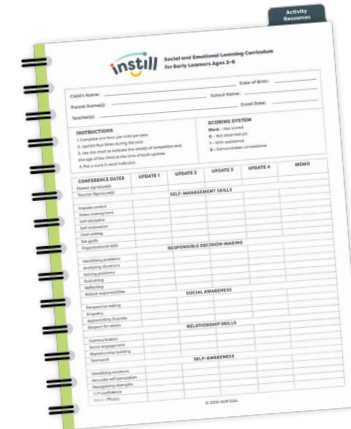 Activity
Resources
instill
Social and Emotional Learning Curriculum
for Early Learners Ages 2-6
Child's Name:
Date of Birth:
Parent Name(s):
School Name:
Teacher(s):
Enroll Date:
INSTRUCTIONS
1. Complete one form per child per year.
2. Update four times during the year.
3. Use the chart to indicate the date(s) of completion and
the age of the child at the time of each update.
4. Put a score in each indicator.
SCORING SYSTEM
Blank - Not scored
0 - Not observed yet
1 - With assistance
2 - Demonstrates competence
CONFERENCE DATES UPDATE 1 UPDATE 2 UPDATE 3 UPDATE 4 MEMO
Parent Signature(s)
Teacher Signature(s)
SELF-MANAGEMENT SKILLS
Impulse control
Stress management
Self-discipline
Self-motivation
Goal-setting
Set goals
Organizational skills
RESPONSIBLE DECISION-MAKING
Identifying problems
Analyzing situations
Solving problems
Evaluating
Reflecting
Ethical responsibilities
SOCIAL AWARENESS
Perspective-taking
Empathy
Appreciating diversity
Respect for others
RELATIONSHIP SKILLS
Communication
Social engagement
Relationship building
Teamwork
SELF-AWARENESS
Identifying emotions
Accurate self-perception
Recognizing strengths
Self-confidence
Self-efficacy